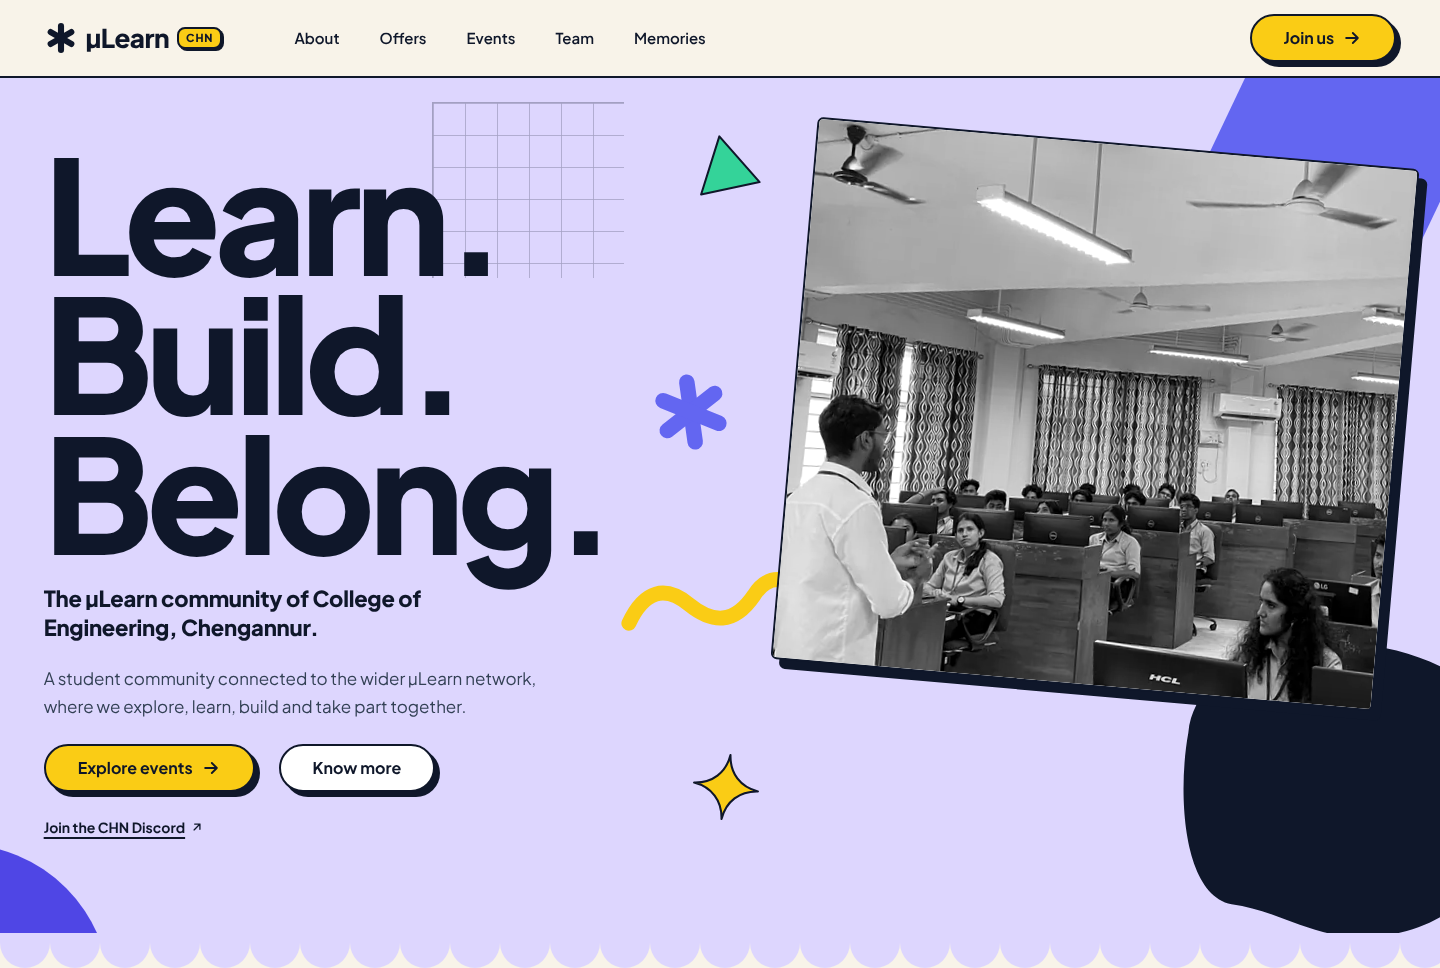 µLearn CHN
About Offers Events Team Memories
Join us
Learn.
Build.
Belong.
The µLearn community of College of
Engineering, Chengannur.
A student community connected to the wider µLearn network,
where we explore, learn, build and take part together.
Explore events
Know more
Join the CHN Discord
LG
HCL